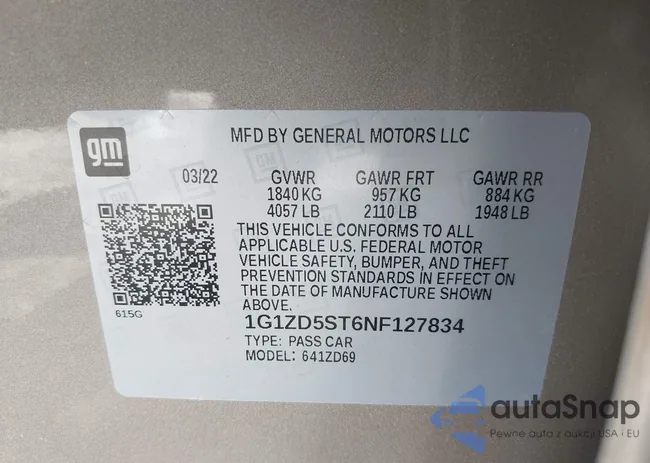 gm
MFD BY GENERAL MOTORS LLC
03/22 GVWR GAWR FRT GAWR RR
1840 KG 957 KG 884 KG
4057 LB 2110 LB 1948 LB
THIS VEHICLE CONFORMS TO ALL
APPLICABLE U.S. FEDERAL MOTOR
VEHICLE SAFETY, BUMPER, AND THEFT
PREVENTION STANDARDS IN EFFECT ON
THE DATE OF MANUFACTURE SHOWN
ABOVE.
615G
1G1ZD5ST6NF127834
TYPE: PASS CAR
MODEL: 641ZD69
autaSnap
Pewne auta z aukcji USA i EU